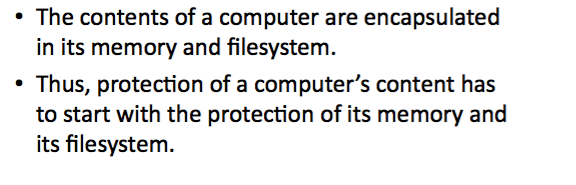 • The contents of a computer are encapsulated
in its memory and filesystem.
• Thus, protection of a computer’s content has
to start with the protection of its memory and
its filesystem.